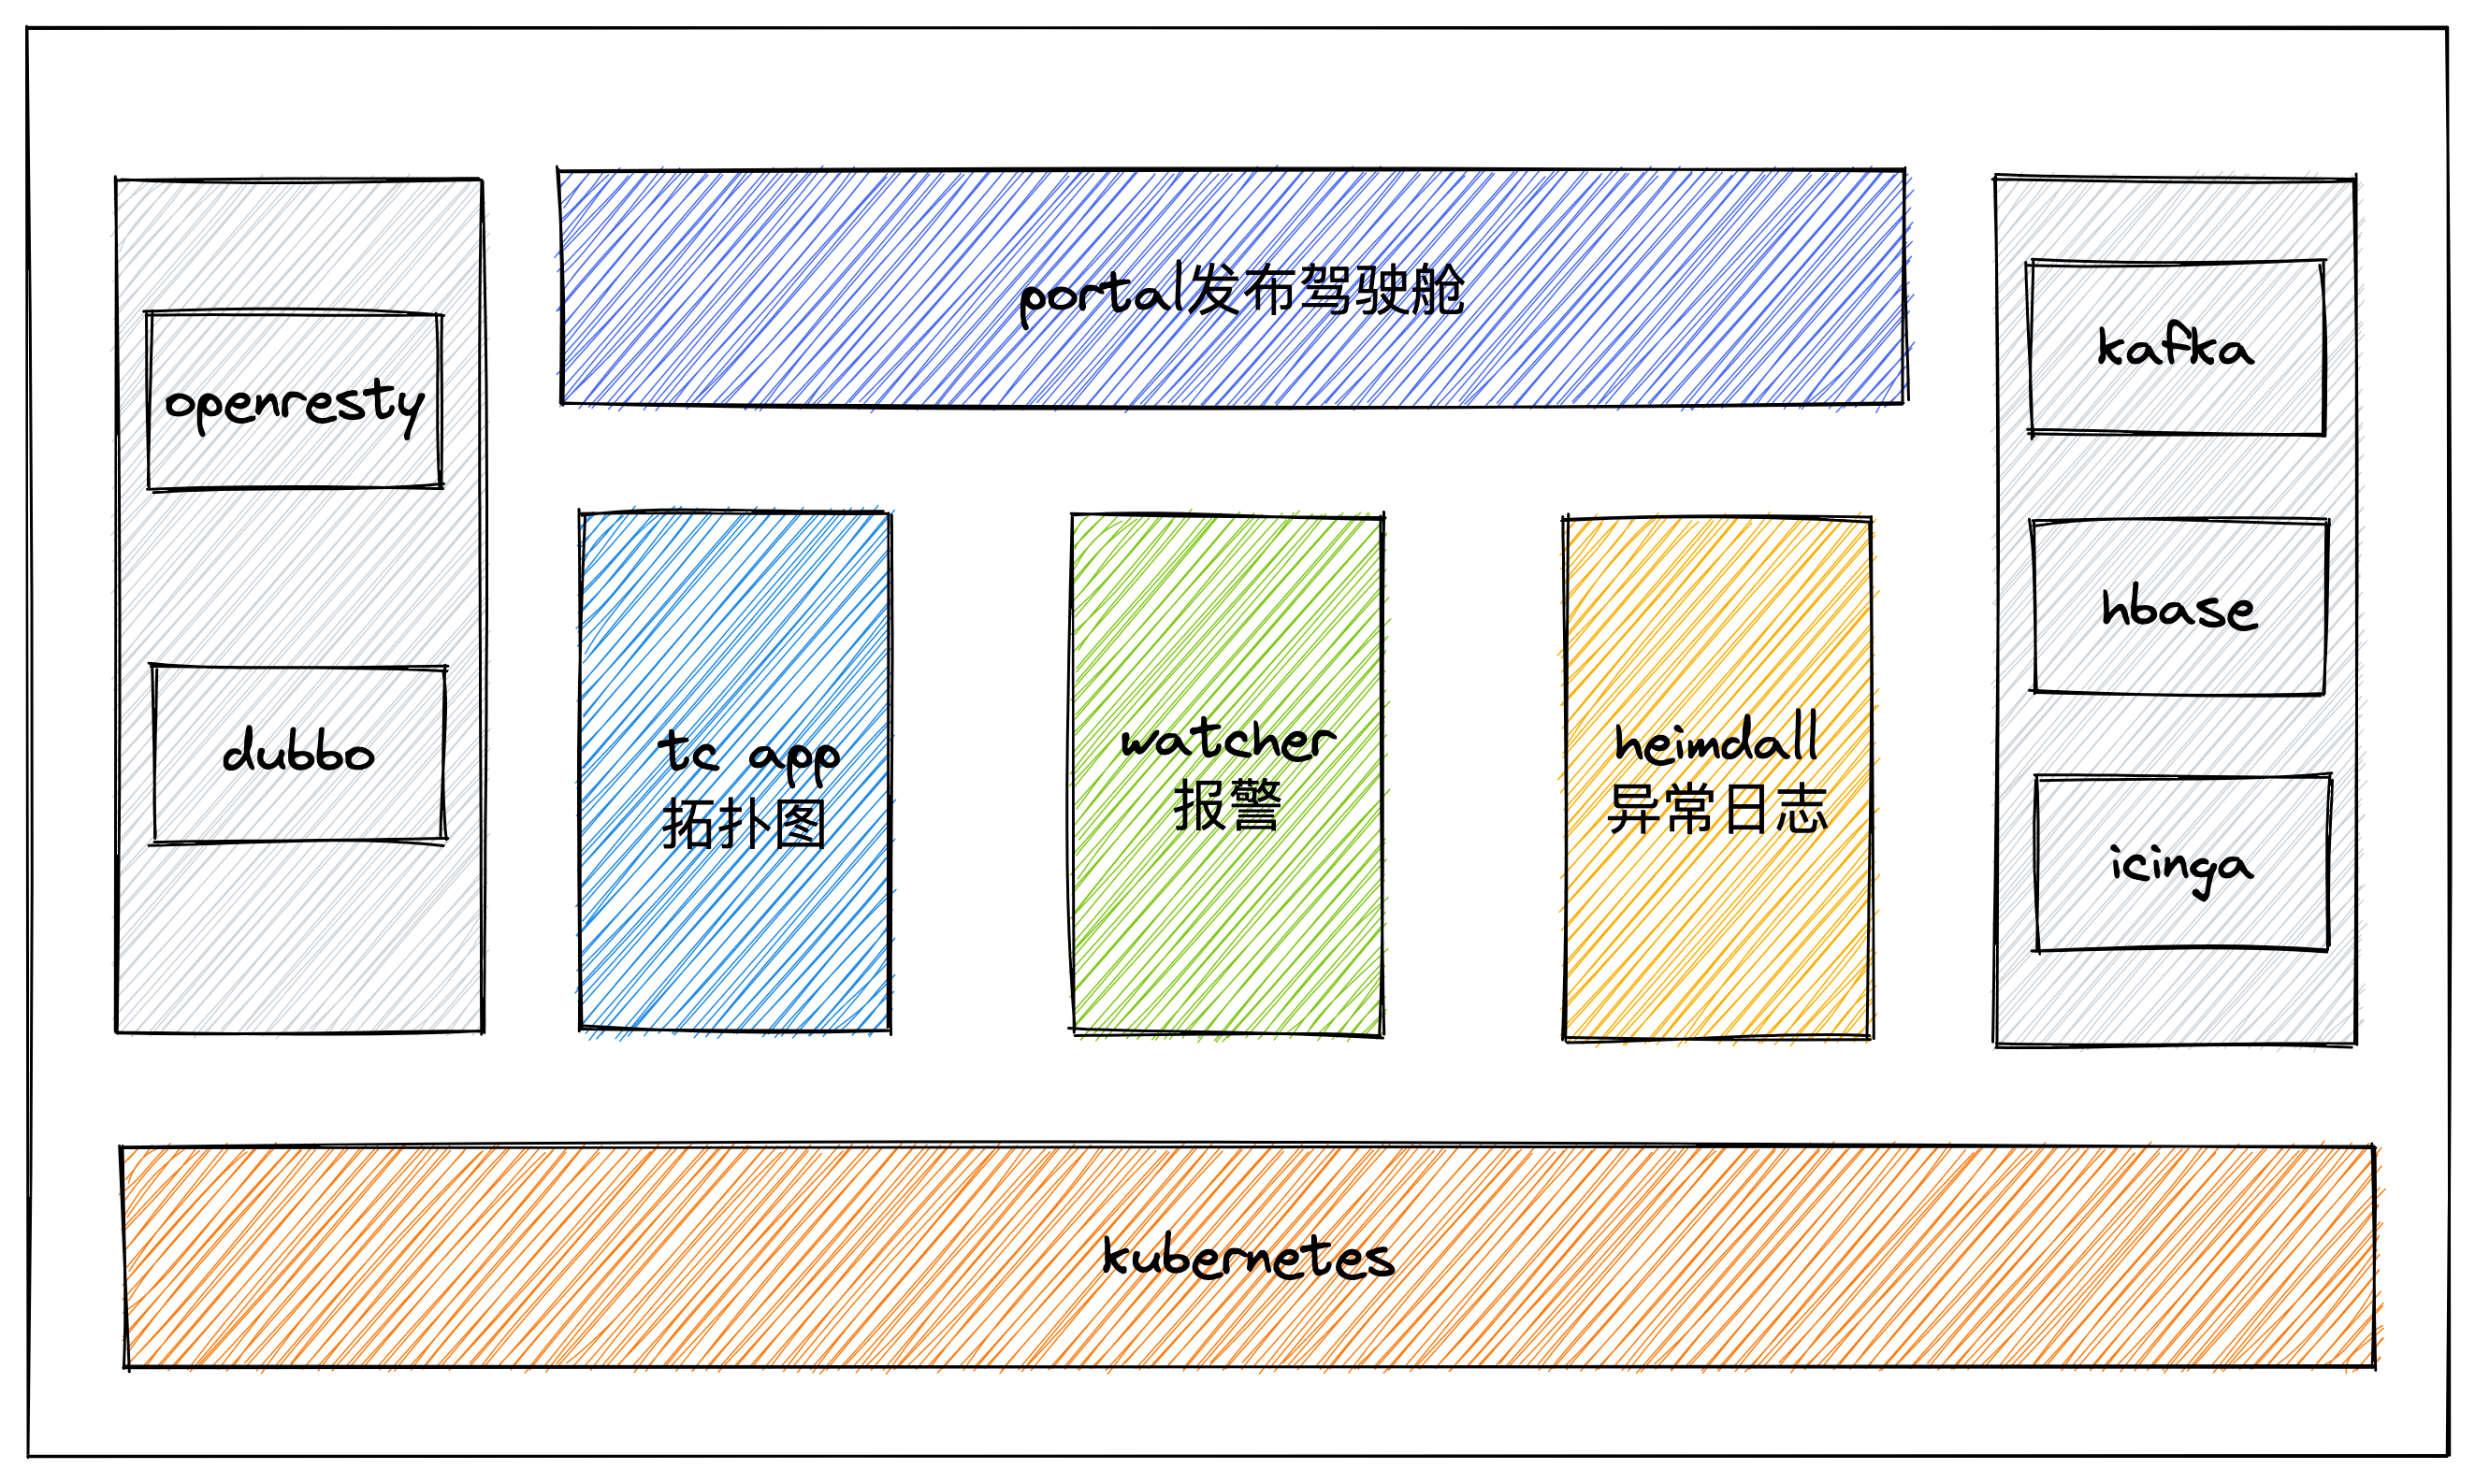 portal发布驾驶舱
openresty
dubbo
tc app
拓扑图
watcher
报警
heimdall
异常日志
kafka
hbase
icinga
kubernetes